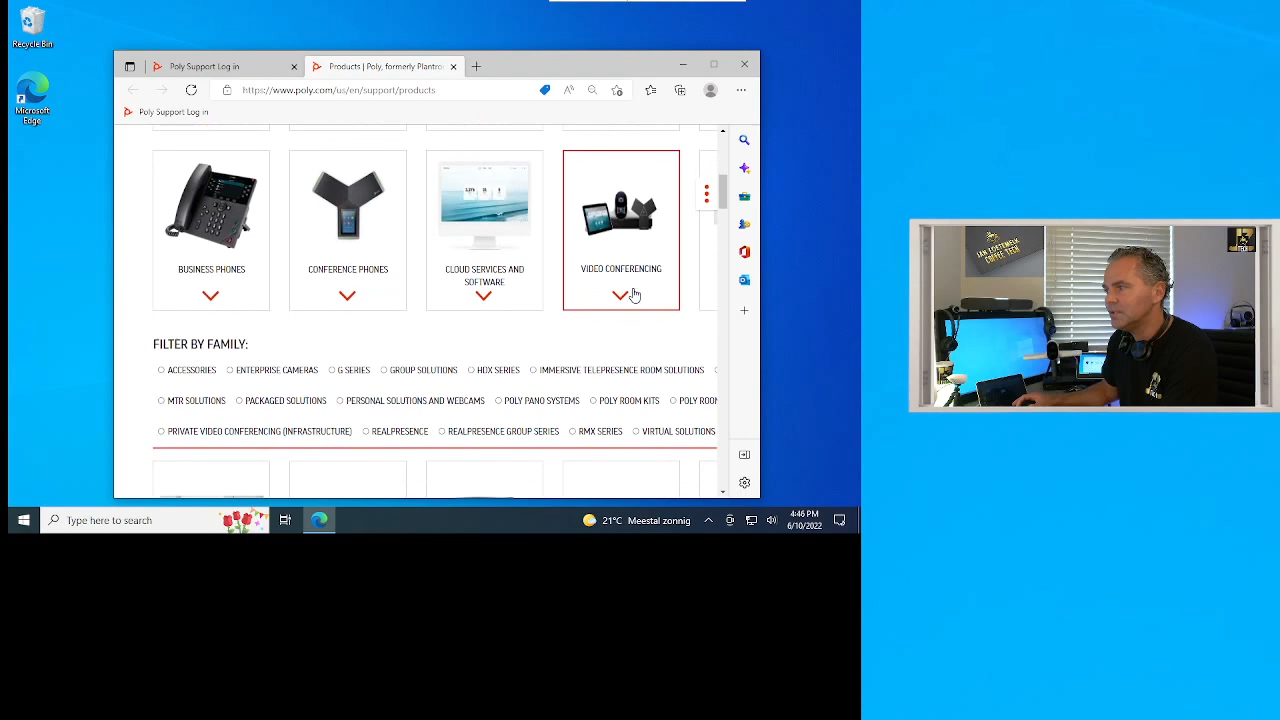 Recycle Bin
Microsoft
Edge
Poly Support Log in
Products | Poly, formerly Plantro
https://www.poly.com/us/en/support/products
Poly Support Log in
BUSINESS PHONES
CONFERENCE PHONES
CLOUD SERVICES AND
SOFTWARE
VIDEO CONFERENCING
FILTER BY FAMILY:
ACCESSORIES ENTERPRISE CAMERAS G SERIES GROUP SOLUTIONS HDX SERIES IMMERSIVE TELEPRESENCE ROOM SOLUTIONS
MTR SOLUTIONS PACKAGED SOLUTIONS PERSONAL SOLUTIONS AND WEBCAMS POLY PANO SYSTEMS POLY ROOM KITS POLY ROO
PRIVATE VIDEO CONFERENCING (INFRASTRUCTURE) REALPRESENCE REALPRESENCE GROUP SERIES RMX SERIES VIRTUAL SOLUTIONS
Type here to search
21°C Meestal zonnig
4:46 PM
6/10/2022
COFFEE TECH
TECH